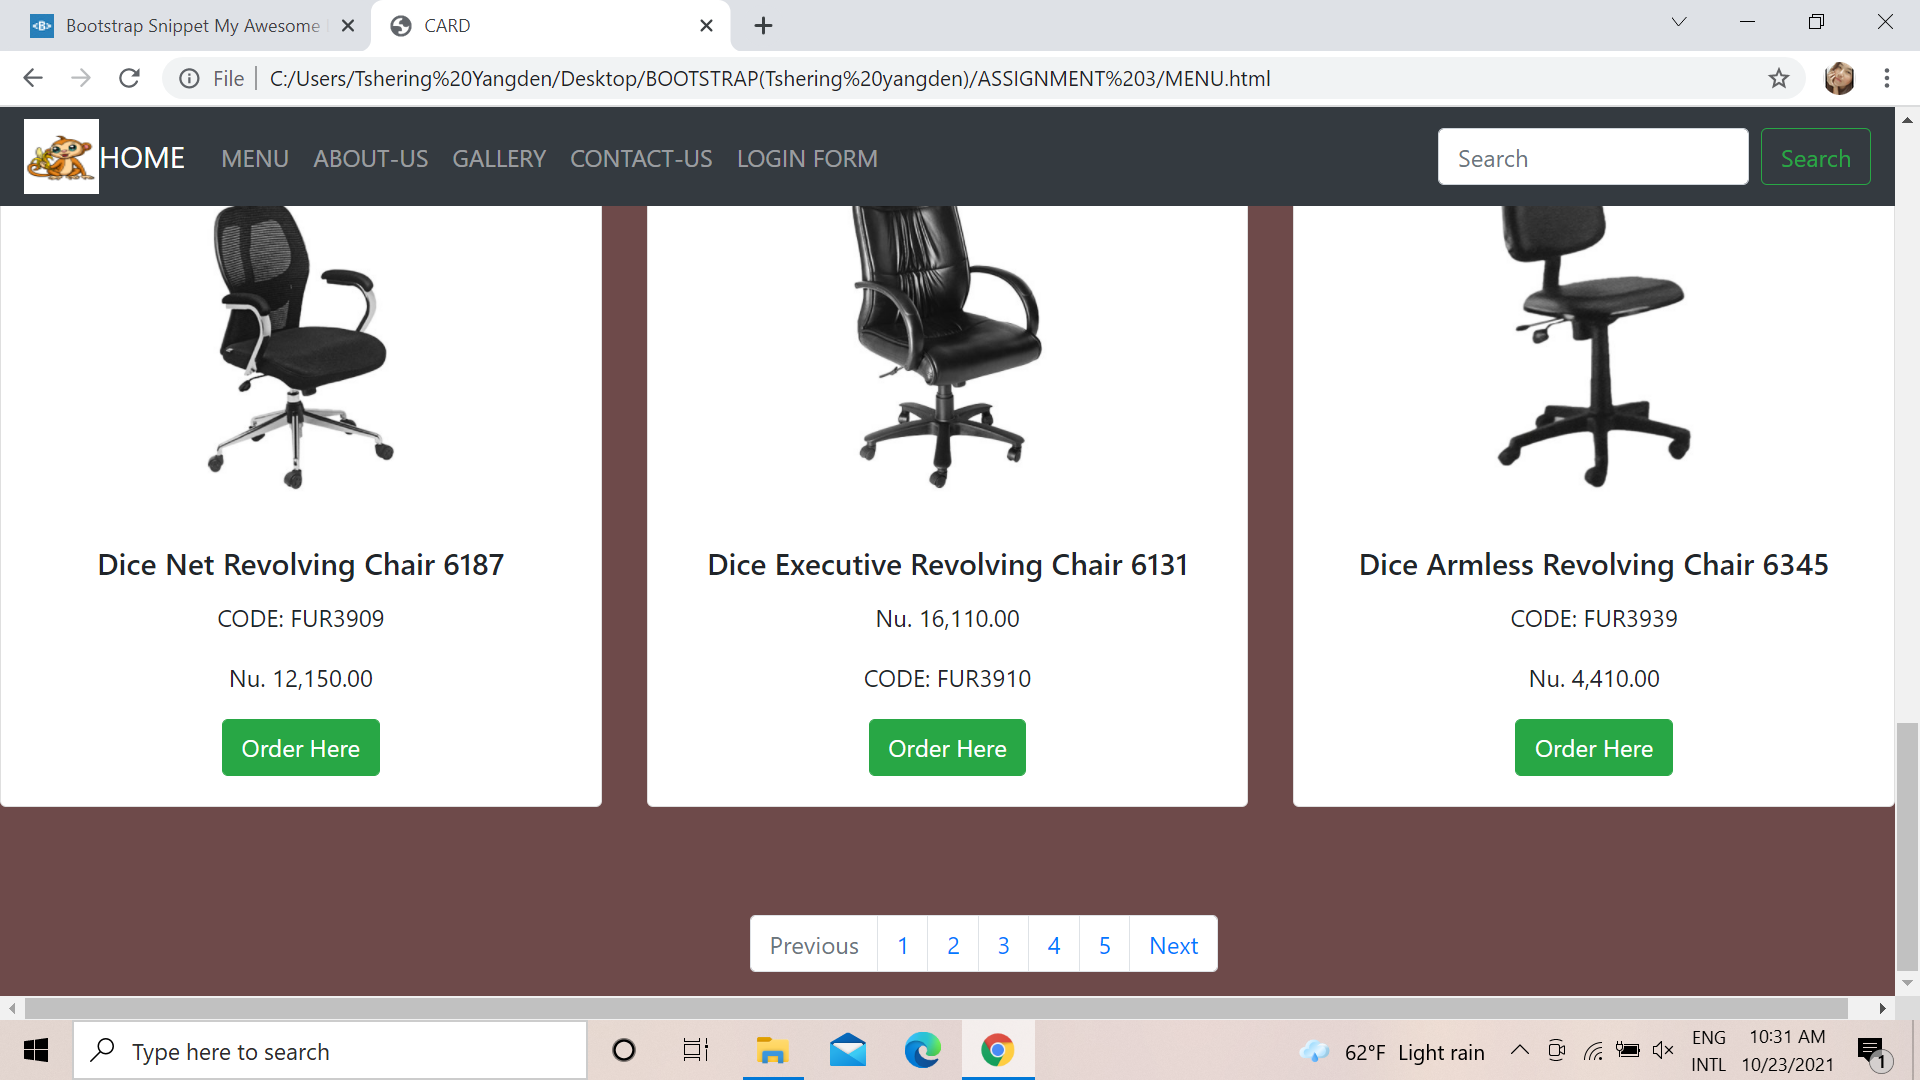 Bootstrap Snippet My Awesome
CARD
File
C:/Users/Tshering%20Yangden/Desktop/BOOTSTRAP(Tshering%20yangden)/ASSIGNMENT%203/MENU.html
HOME MENU ABOUT-US GALLERY CONTACT-US LOGIN FORM Search Search
Dice Net Revolving Chair 6187
CODE: FUR3909
Nu. 12,150.00
Order Here
Dice Executive Revolving Chair 6131
Nu. 16,110.00
CODE: FUR3910
Order Here
Dice Armless Revolving Chair 6345
CODE: FUR3939
Nu. 4,410.00
Order Here
Previous 1 2 3 4 5 Next
Type here to search
62°F Light rain
ENG
INTL
10:31 AM
10/23/2021
1